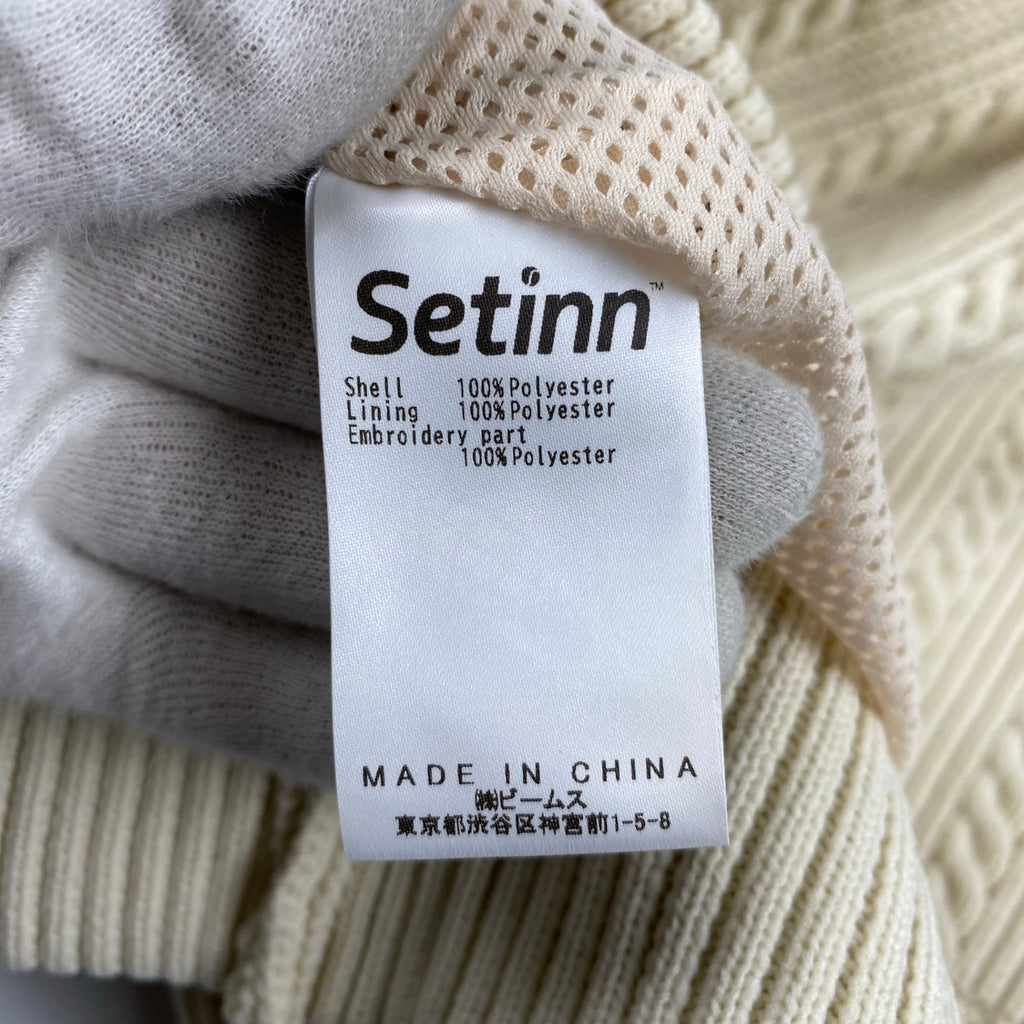 Setinn™
Shell 100%Polyester
Lining 100%Polyester
Embroidery part
100%Polyester
MADE IN CHINA
㈱ビームス
東京都渋谷区神宮前1-5-8